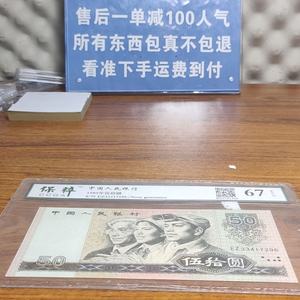 售后一单减100人气
所有东西包真不包退
看准下手运费到付
保粹
中国人民银行
67
中国人民银行
50
EZ33417206
伍拾圆
50